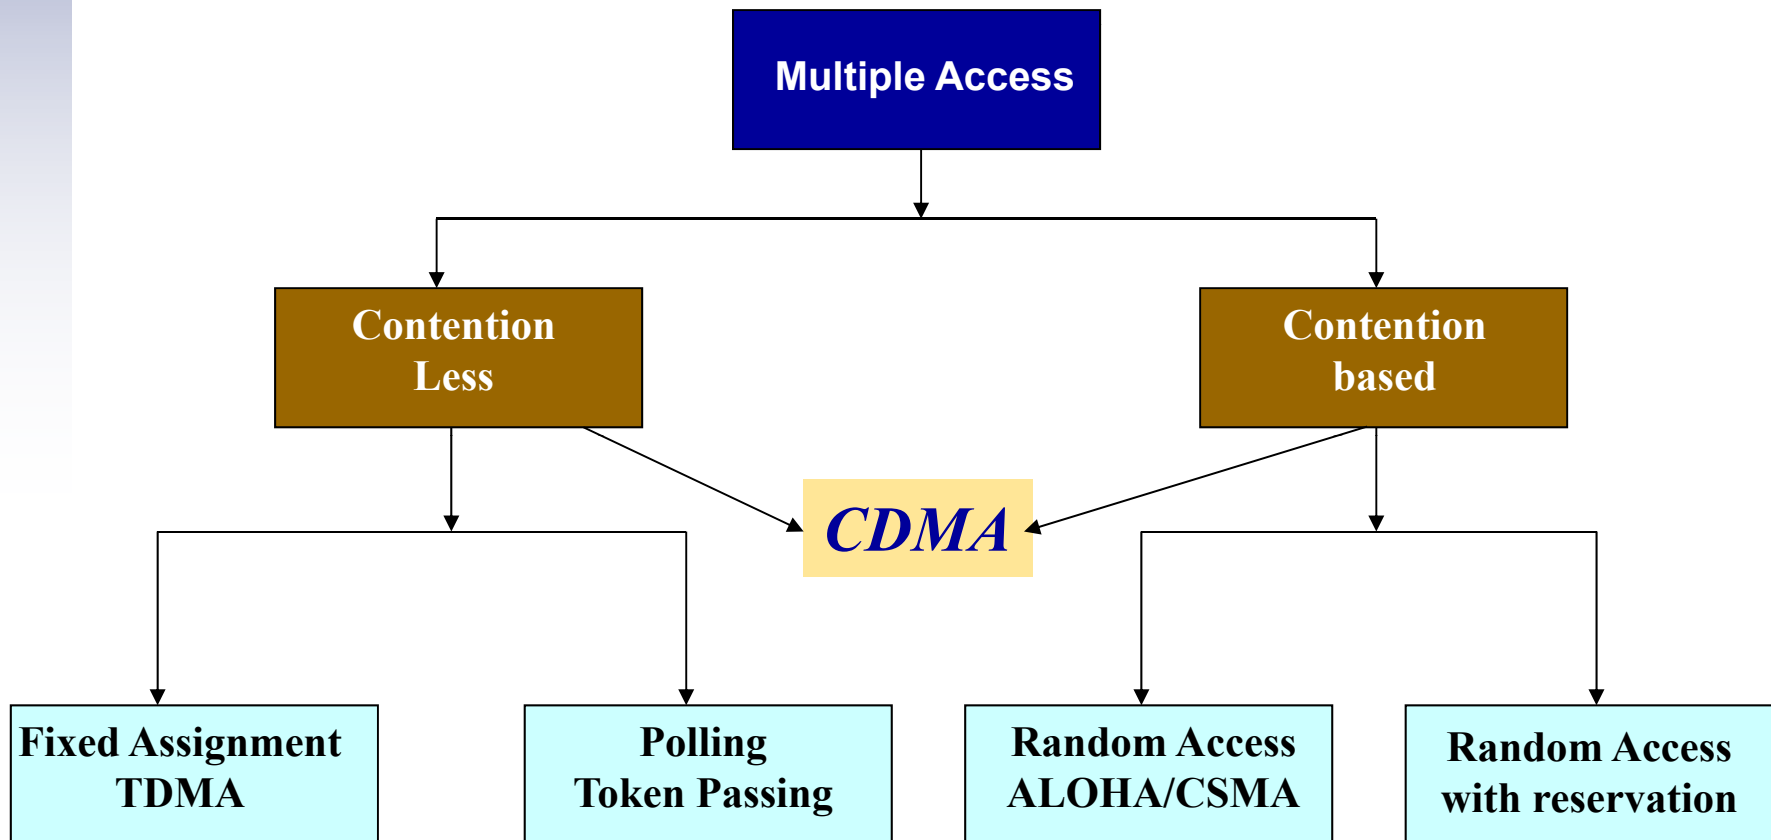 Multiple Access
Contention
Less
Contention
based
CDMA
Fixed Assignment
TDMA
Polling
Token Passing
Random Access
ALOHA/CSMA
Random Access
with reservation